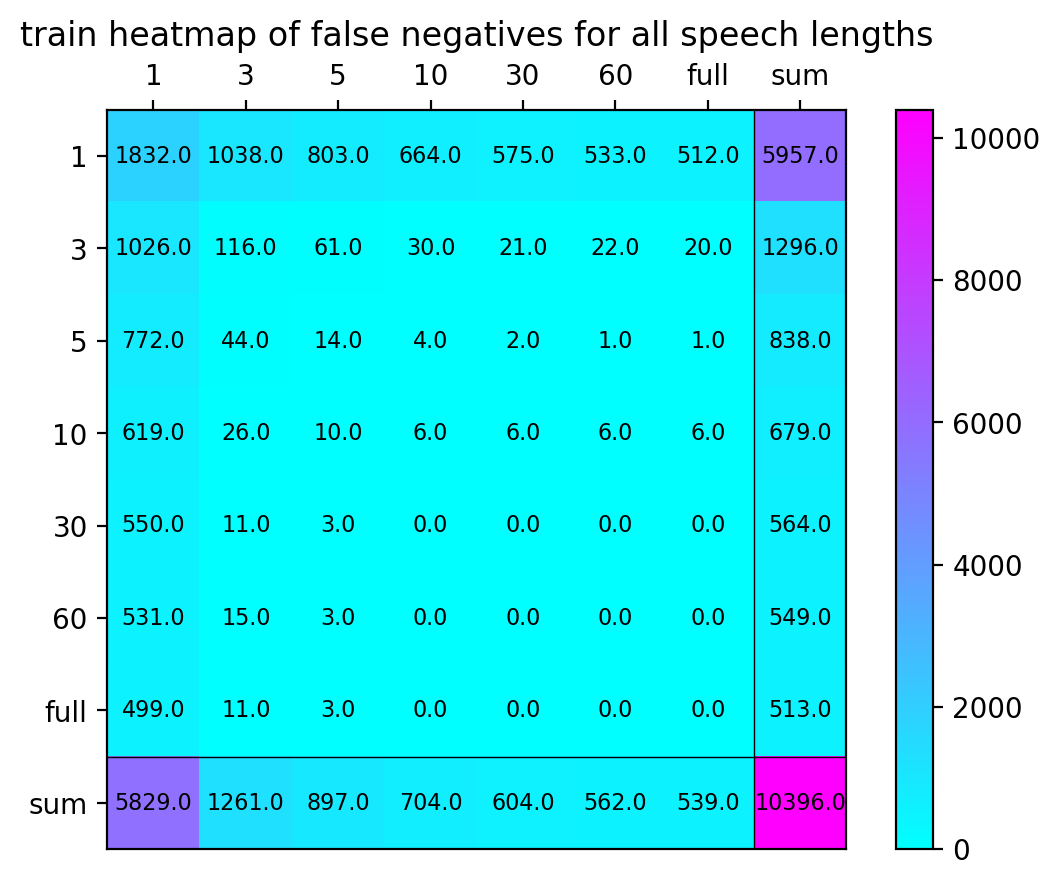 train heatmap of false negatives for all speech lengths
1 3 5 10 30 60 full sum
1 1832.0 1038.0 803.0 664.0 575.0 533.0 512.0 5957.0
3 1026.0 116.0 61.0 30.0 21.0 22.0 20.0 1296.0
5 772.0 44.0 14.0 4.0 2.0 1.0 1.0 838.0
10 619.0 26.0 10.0 6.0 6.0 6.0 6.0 679.0
30 550.0 11.0 3.0 0.0 0.0 0.0 0.0 564.0
60 531.0 15.0 3.0 0.0 0.0 0.0 0.0 549.0
full 499.0 11.0 3.0 0.0 0.0 0.0 0.0 513.0
sum 5829.0 1261.0 897.0 704.0 604.0 562.0 539.0 10396.0
10000
8000
6000
4000
2000
0